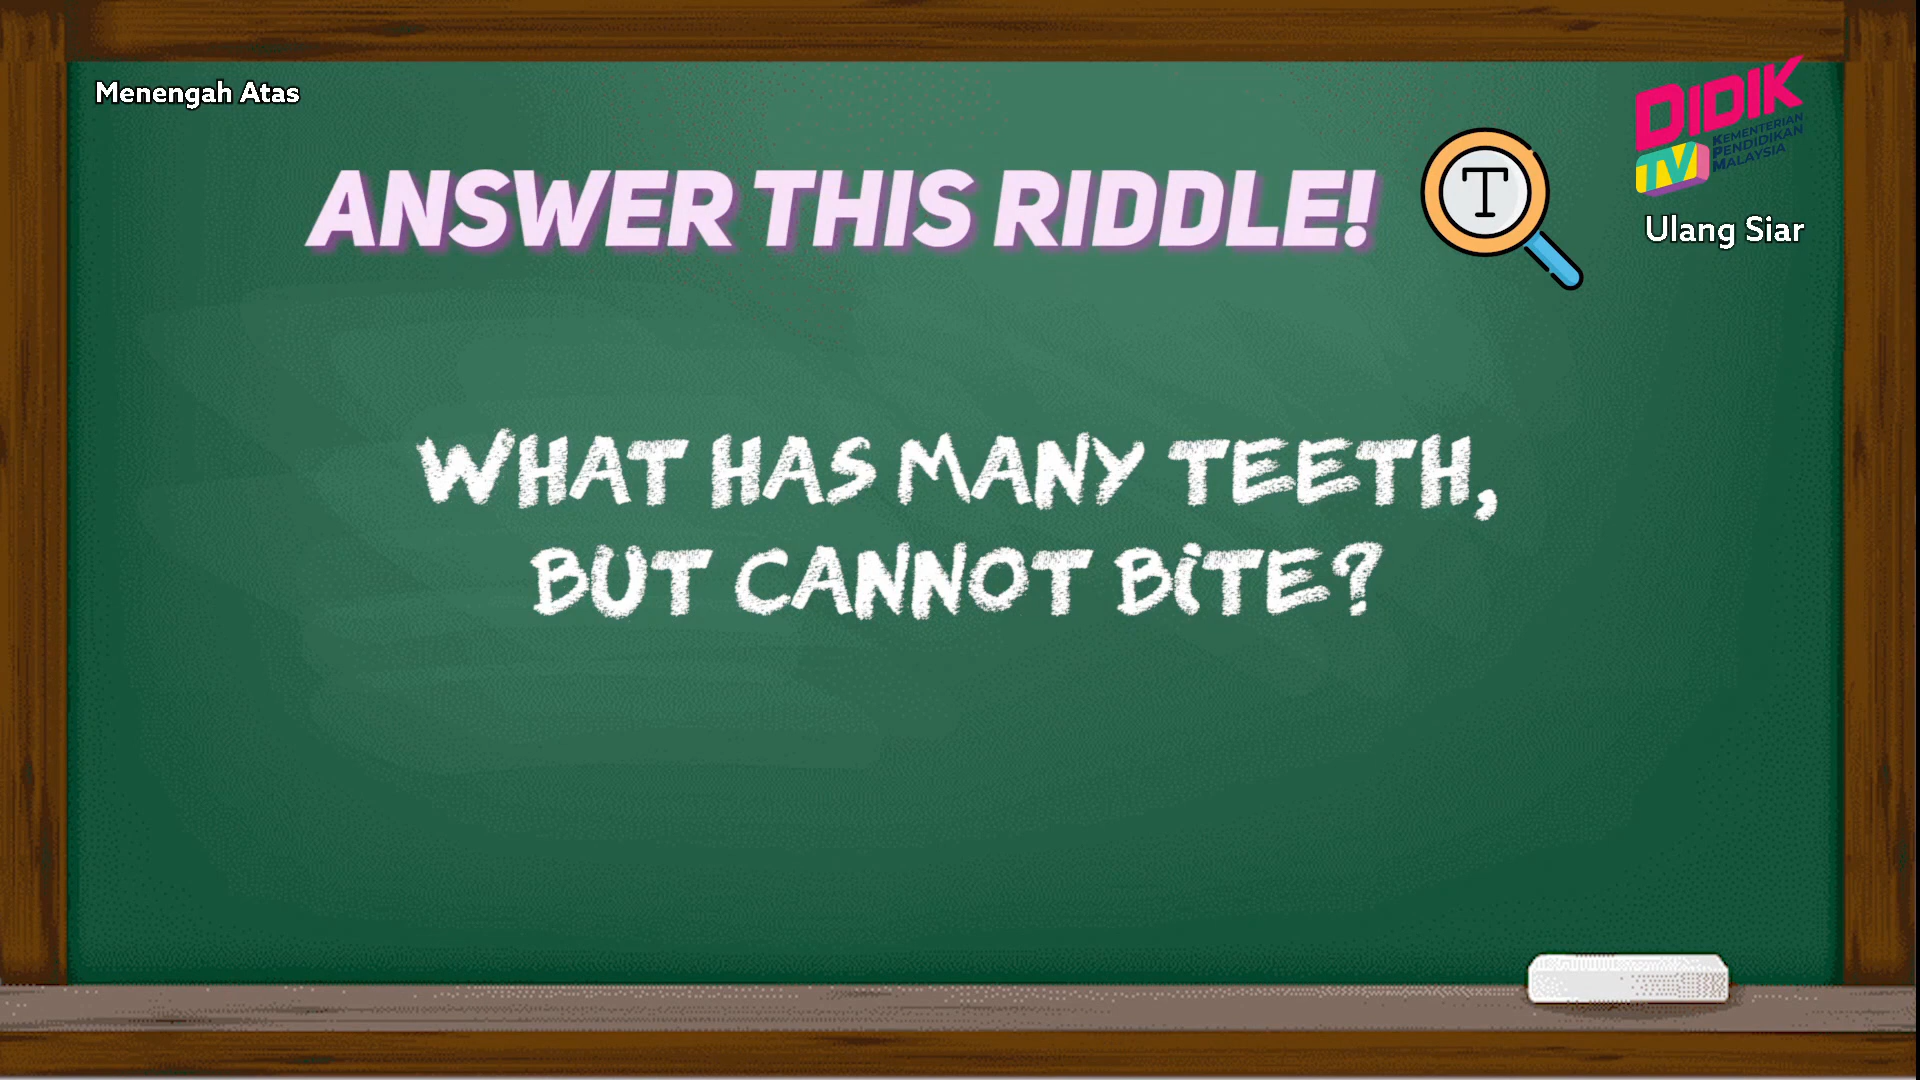 Menengah Atas
DIDIK
TV
KEMENTERIAN
PENDIDIKAN
MALAYSIA
ANSWER THIS RIDDLE!
T
Ulang Siar
WHAT HAS MANY TEETH,
BUT CANNOT BITE?